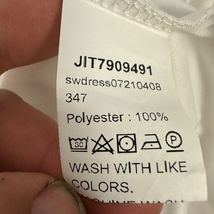 JIT7909491
swdress07210408
347
Polyester : 100%
WASH WITH LIKE
COLORS.